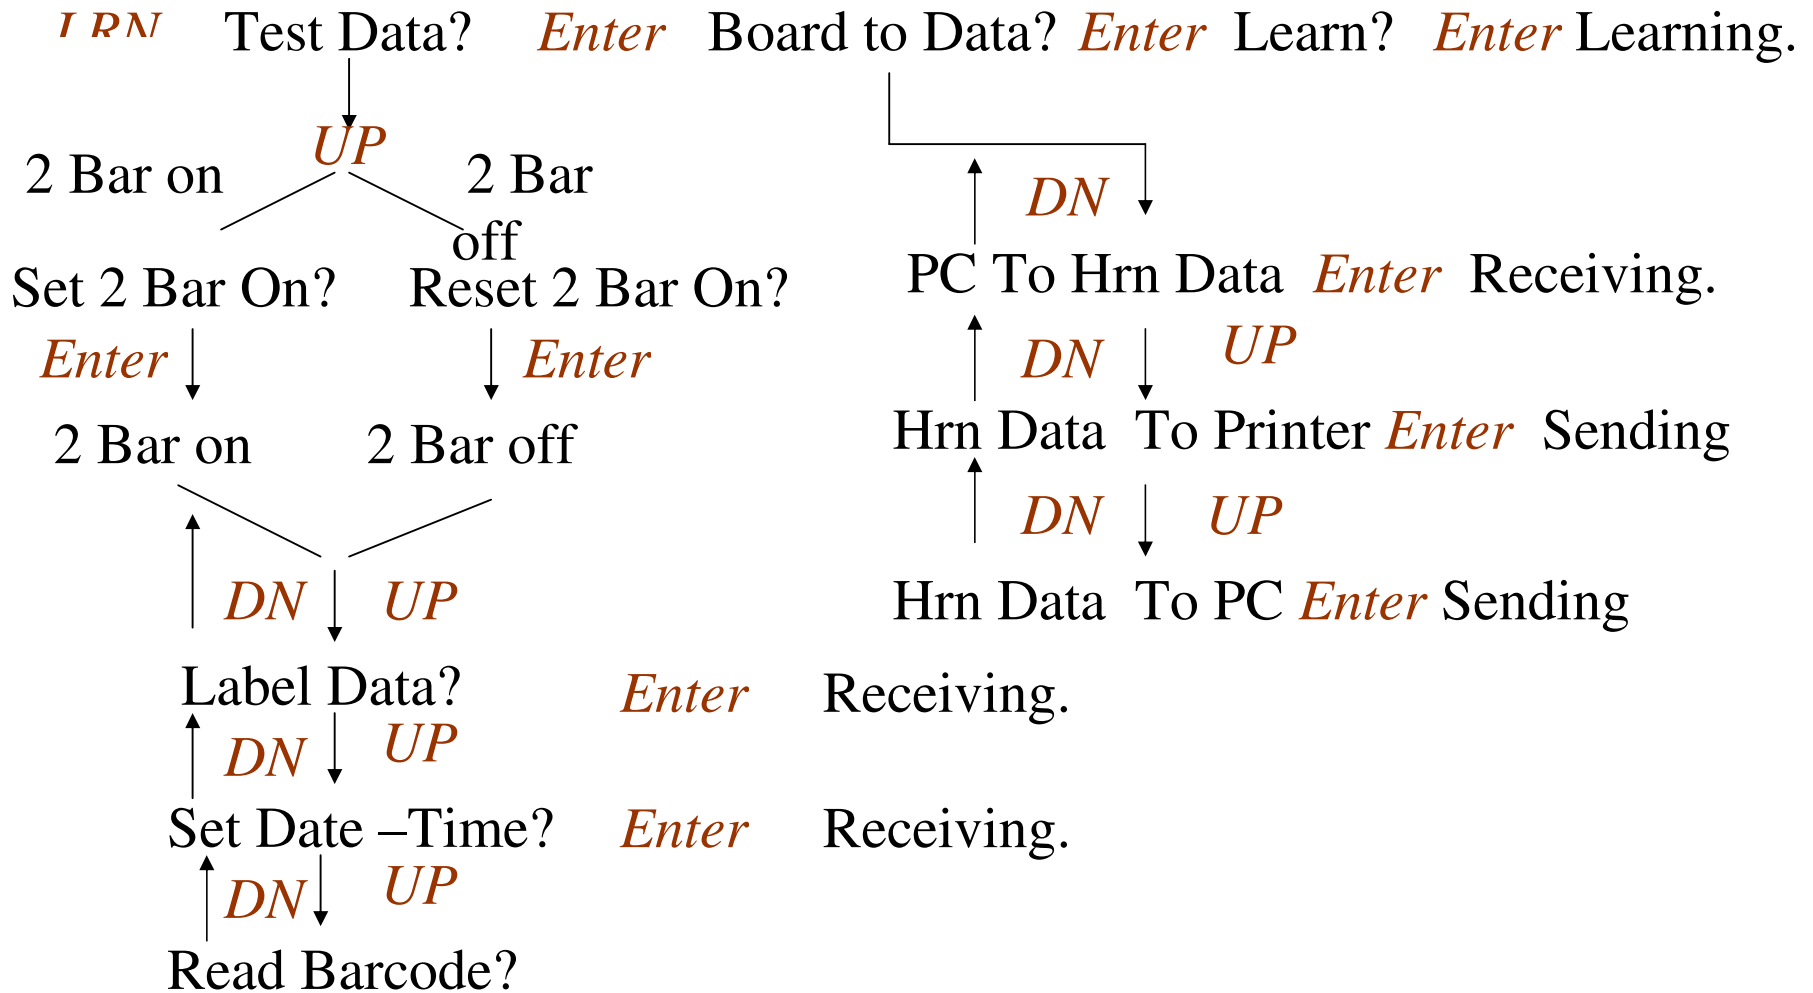 LRN Test Data? Enter Board to Data? Enter Learn? Enter Learning.
UP
2 Bar on 2 Bar off
DN
Set 2 Bar On? Reset 2 Bar On?
PC To Hrn Data Enter Receiving.
Enter Enter
DN UP
2 Bar on 2 Bar off
Hrn Data To Printer Enter Sending
DN UP
Hrn Data To PC Enter Sending
DN UP
Label Data? Enter Receiving.
DN UP
Set Date –Time? Enter Receiving.
DN UP
Read Barcode?